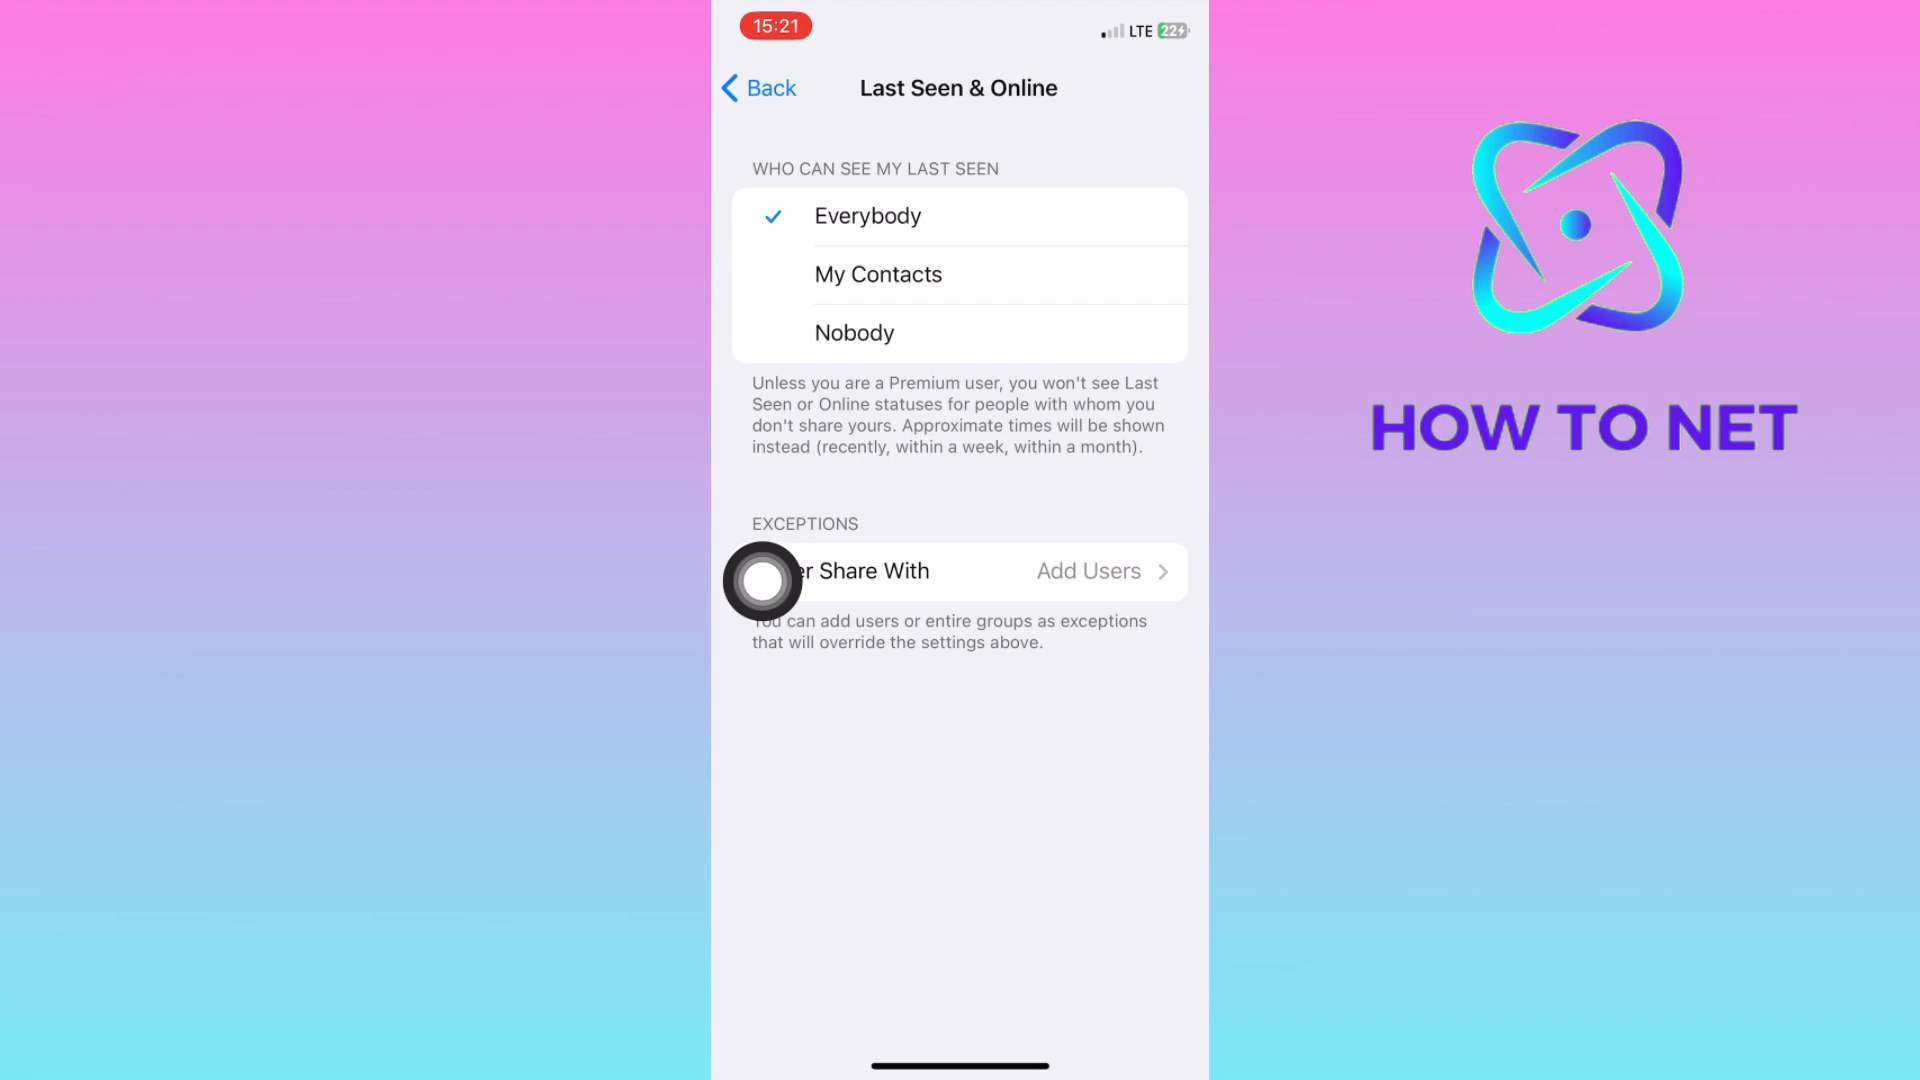 15:21
LTE 22
Back
Last Seen & Online
WHO CAN SEE MY LAST SEEN
Everybody
My Contacts
Nobody
Unless you are a Premium user, you won't see Last
Seen or Online statuses for people with whom you
don't share yours. Approximate times will be shown
instead (recently, within a week, within a month).
EXCEPTIONS
Share With
Add Users
You can add users or entire groups as exceptions
that will override the settings above.
HOW TO NET